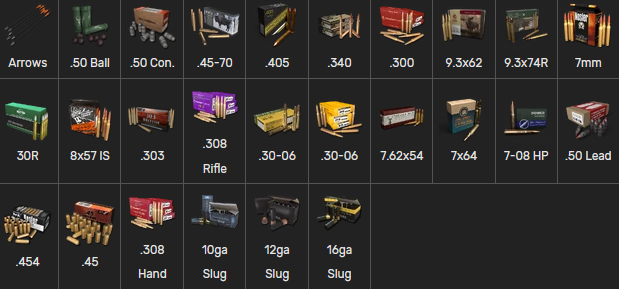 Arrows .50 Ball .50 Con. .45-70 .405 .340 .300 9.3x62 9.3x74R 7mm
30R 8x57 IS .303 .308 Rifle .30-06 .30-06 7.62x54 7x64 7-08 HP .50 Lead
.454 .45 .308 Hand 10ga Slug 12ga Slug 16ga Slug